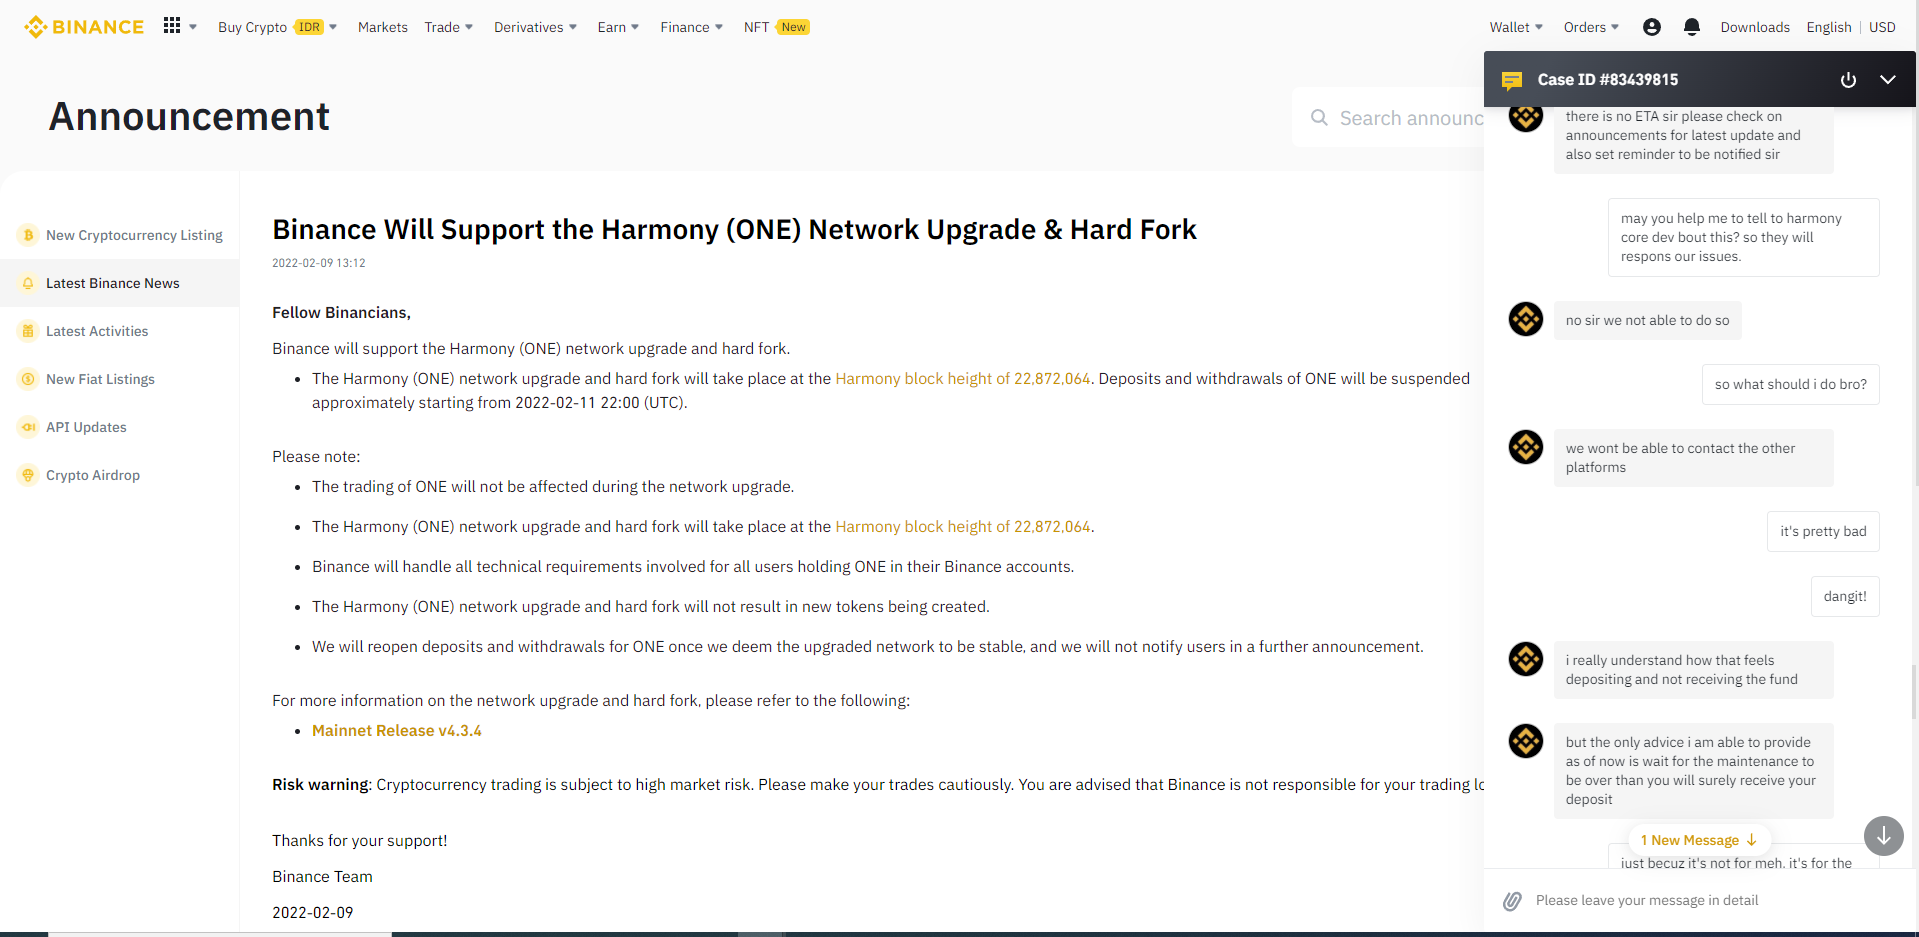 BINANCE
Buy Crypto IDR
Markets
Trade
Derivatives
Earn
Finance
NFT New
Wallet
Orders
Downloads
English | USD
Announcement
Search announc
New Cryptocurrency Listing
Latest Binance News
Latest Activities
New Fiat Listings
API Updates
Crypto Airdrop
Binance Will Support the Harmony (ONE) Network Upgrade & Hard Fork
2022-02-09 13:12
Fellow Binancians,
Binance will support the Harmony (ONE) network upgrade and hard fork.
• The Harmony (ONE) network upgrade and hard fork will take place at the Harmony block height of 22,872,064. Deposits and withdrawals of ONE will be suspended
approximately starting from 2022-02-11 22:00 (UTC).
Please note:
• The trading of ONE will not be affected during the network upgrade.
• The Harmony (ONE) network upgrade and hard fork will take place at the Harmony block height of 22,872,064.
• Binance will handle all technical requirements involved for all users holding ONE in their Binance accounts.
• The Harmony (ONE) network upgrade and hard fork will not result in new tokens being created.
• We will reopen deposits and withdrawals for ONE once we deem the upgraded network to be stable, and we will not notify users in a further announcement.
For more information on the network upgrade and hard fork, please refer to the following:
• Mainnet Release v4.3.4
Risk warning: Cryptocurrency trading is subject to high market risk. Please make your trades cautiously. You are advised that Binance is not responsible for your trading lo
Thanks for your support!
Binance Team
2022-02-09
Case ID #83439815
there is no ETA sir please check on
announcements for latest update and
also set reminder to be notified sir
may you help me to tell to harmony
core dev bout this? so they will
respons our issues.
no sir we not able to do so
so what should i do bro?
we wont be able to contact the other
platforms
it's pretty bad
dangit!
i really understand how that feels
depositing and not receiving the fund
but the only advice i am able to provide
as of now is wait for the maintenance to
be over than you will surely receive your
deposit
1 New Message ↓
just becuz it's not for meh. it's for the
Please leave your message in detail